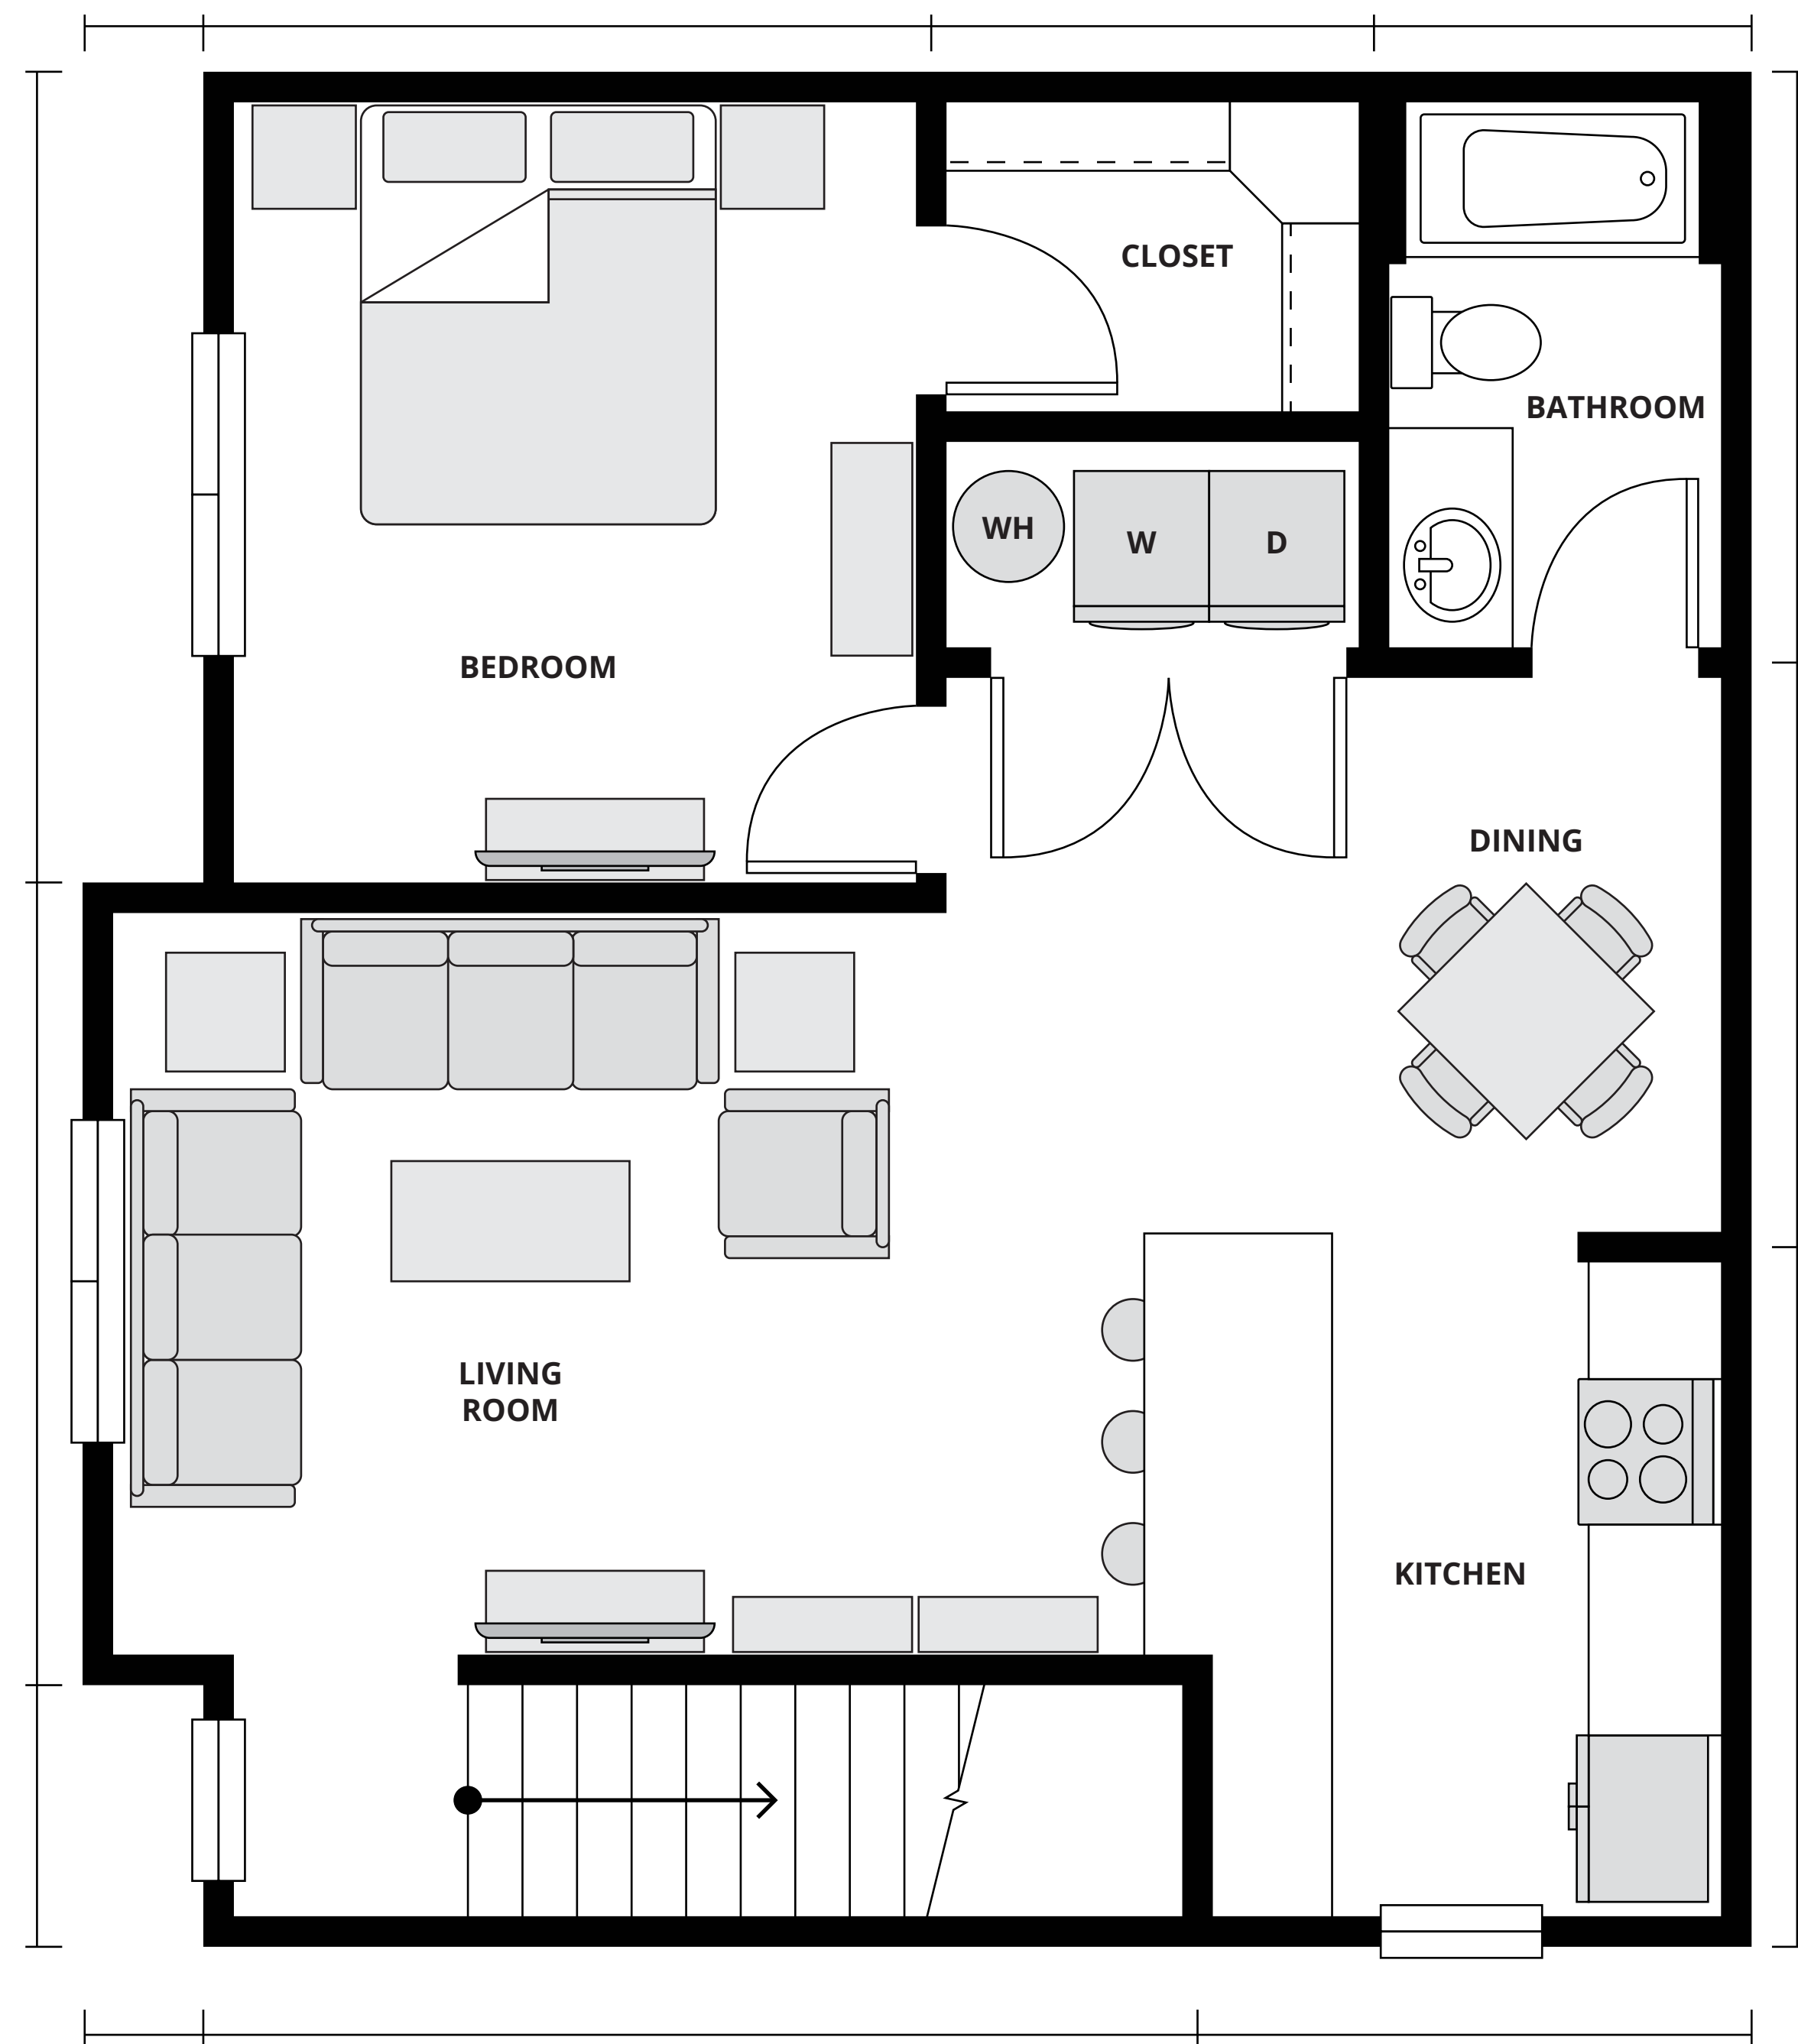 CLOSET
BATHROOM
WH
W
D
BEDROOM
DINING
LIVING
ROOM
KITCHEN